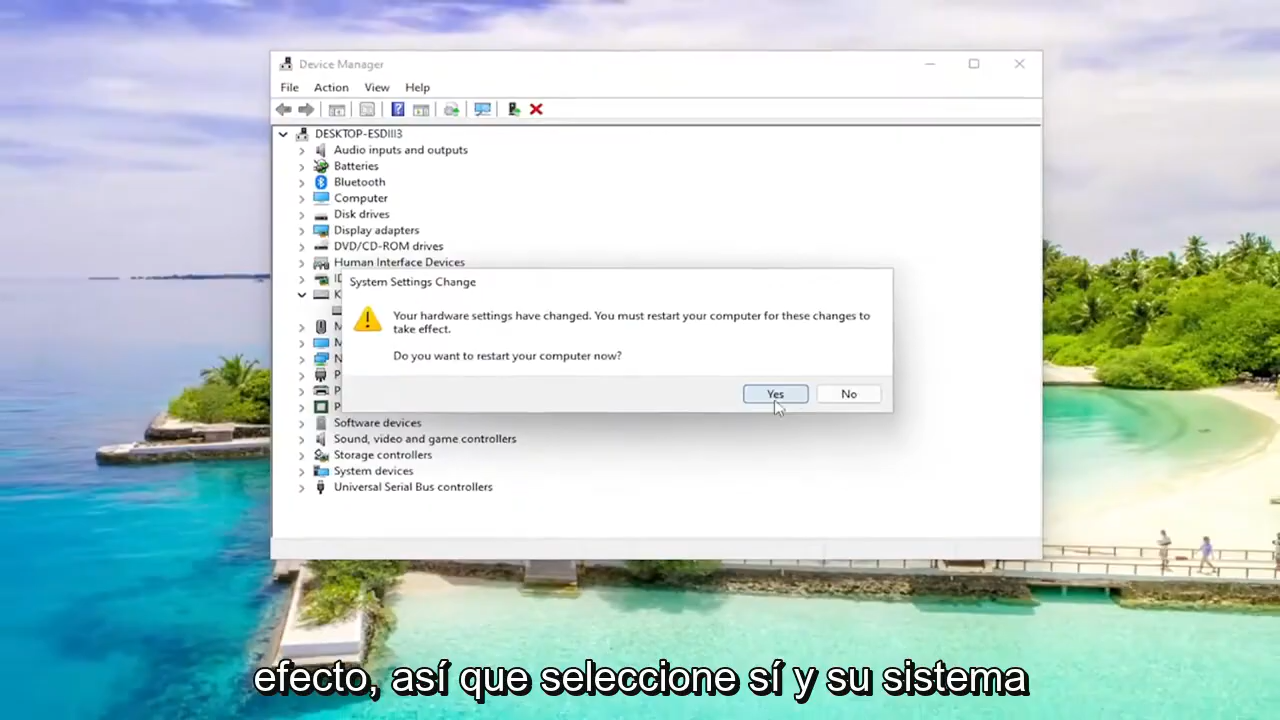 Device Manager
File Action View Help
DESKTOP-ESDIII3
Audio inputs and outputs
Batteries
Bluetooth
Computer
Disk drives
Display adapters
DVD/CD-ROM drives
Human Interface Devices
ID
K
M
M
N
P
P
P
Software devices
Sound, video and game controllers
Storage controllers
System devices
Universal Serial Bus controllers
System Settings Change
Your hardware settings have changed. You must restart your computer for these changes to
take effect.
Do you want to restart your computer now?
Yes No
efecto, así que seleccione sí y su sistema